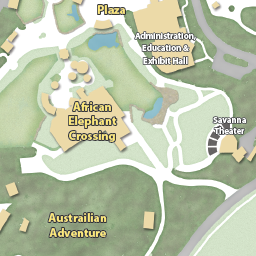 Plaza
Administration,
Education &
Exhibit Hall
African
Elephant
Crossing
Savanna
Theater
Austrailian
Adventure